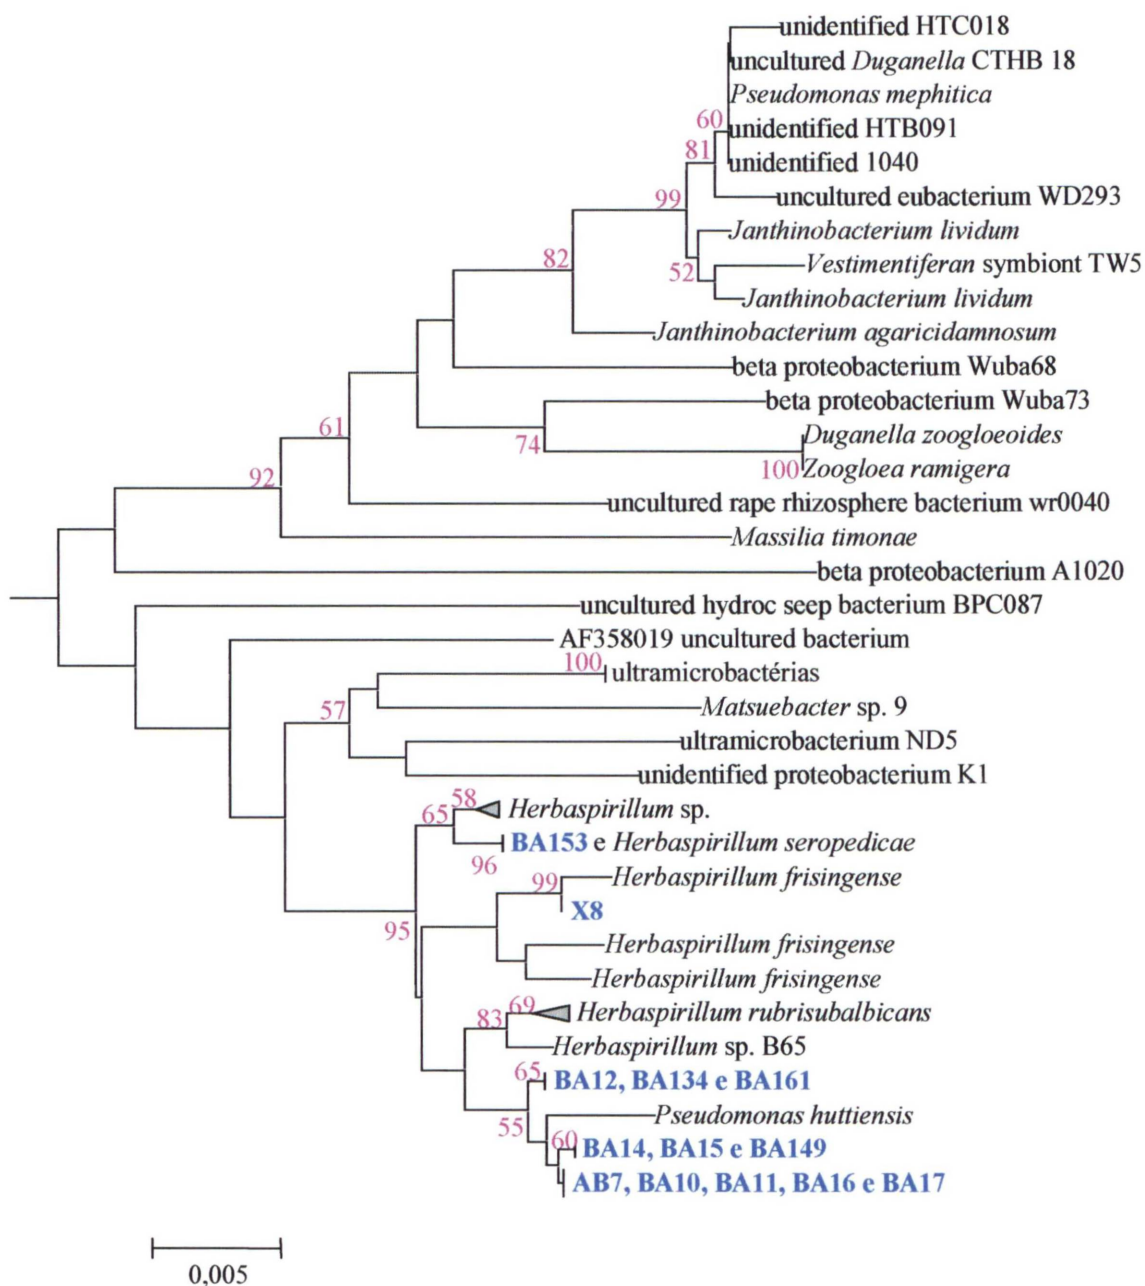 unidentified HTC018
uncultured Duganella CTHB 18
Pseudomonas mephitica
60
unidentified HTB091
81
unidentified 1040
99
uncultured eubacterium WD293
Janthinobacterium lividum
82
52
Vestimentiferan symbiont TW5
Janthinobacterium lividum
Janthinobacterium agaricidamnosum
beta proteobacterium Wuba68
beta proteobacterium Wuba73
61
74
Duganella zoogloeoides
92
100
Zoogloea ramigera
uncultured rape rhizosphere bacterium wr0040
Massilia timonae
beta proteobacterium A1020
uncultured hydroc seep bacterium BPC087
AF358019 uncultured bacterium
100
ultramicrobactérias
57
Matsuebacter sp. 9
ultramicrobacterium ND5
unidentified proteobacterium K1
65
58
Herbaspirillum sp.
BA153 e Herbaspirillum seropedicae
96
99
Herbaspirillum frisingense
X8
95
Herbaspirillum frisingense
Herbaspirillum frisingense
83
69
Herbaspirillum rubrisubalbicans
Herbaspirillum sp. B65
65
BA12, BA134 e BA161
55
Pseudomonas huttiensis
60
BA14, BA15 e BA149
AB7, BA10, BA11, BA16 e BA17
0,005